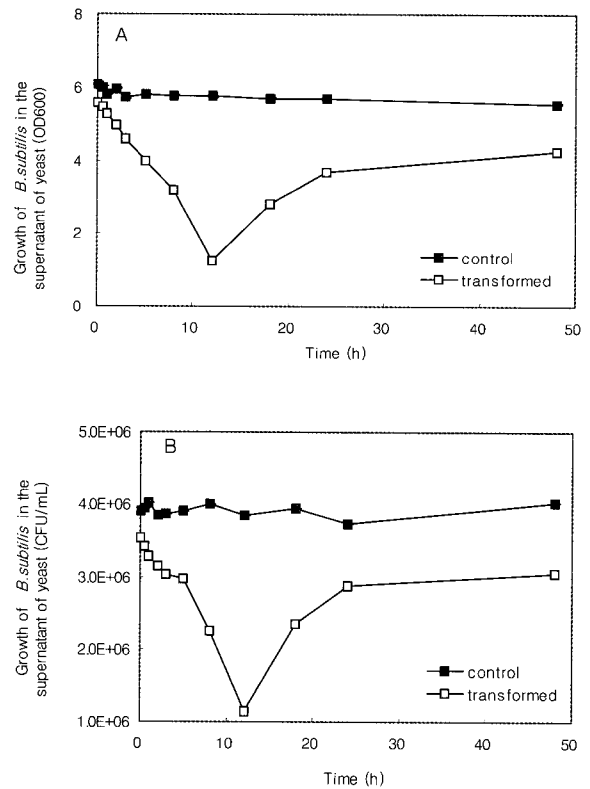 A
Growth of B.subtilis in the
supernatant of yeast (OD600)
8
6
4
2
0
control
transformed
0 10 20 30 40 50
Time (h)
B
Growth of B.subtilis in the
supernatant of yeast (CFU/mL)
5.0E+06
4.0E+06
3.0E+06
2.0E+06
1.0E+06
control
transformed
0 10 20 30 40 50
Time (h)